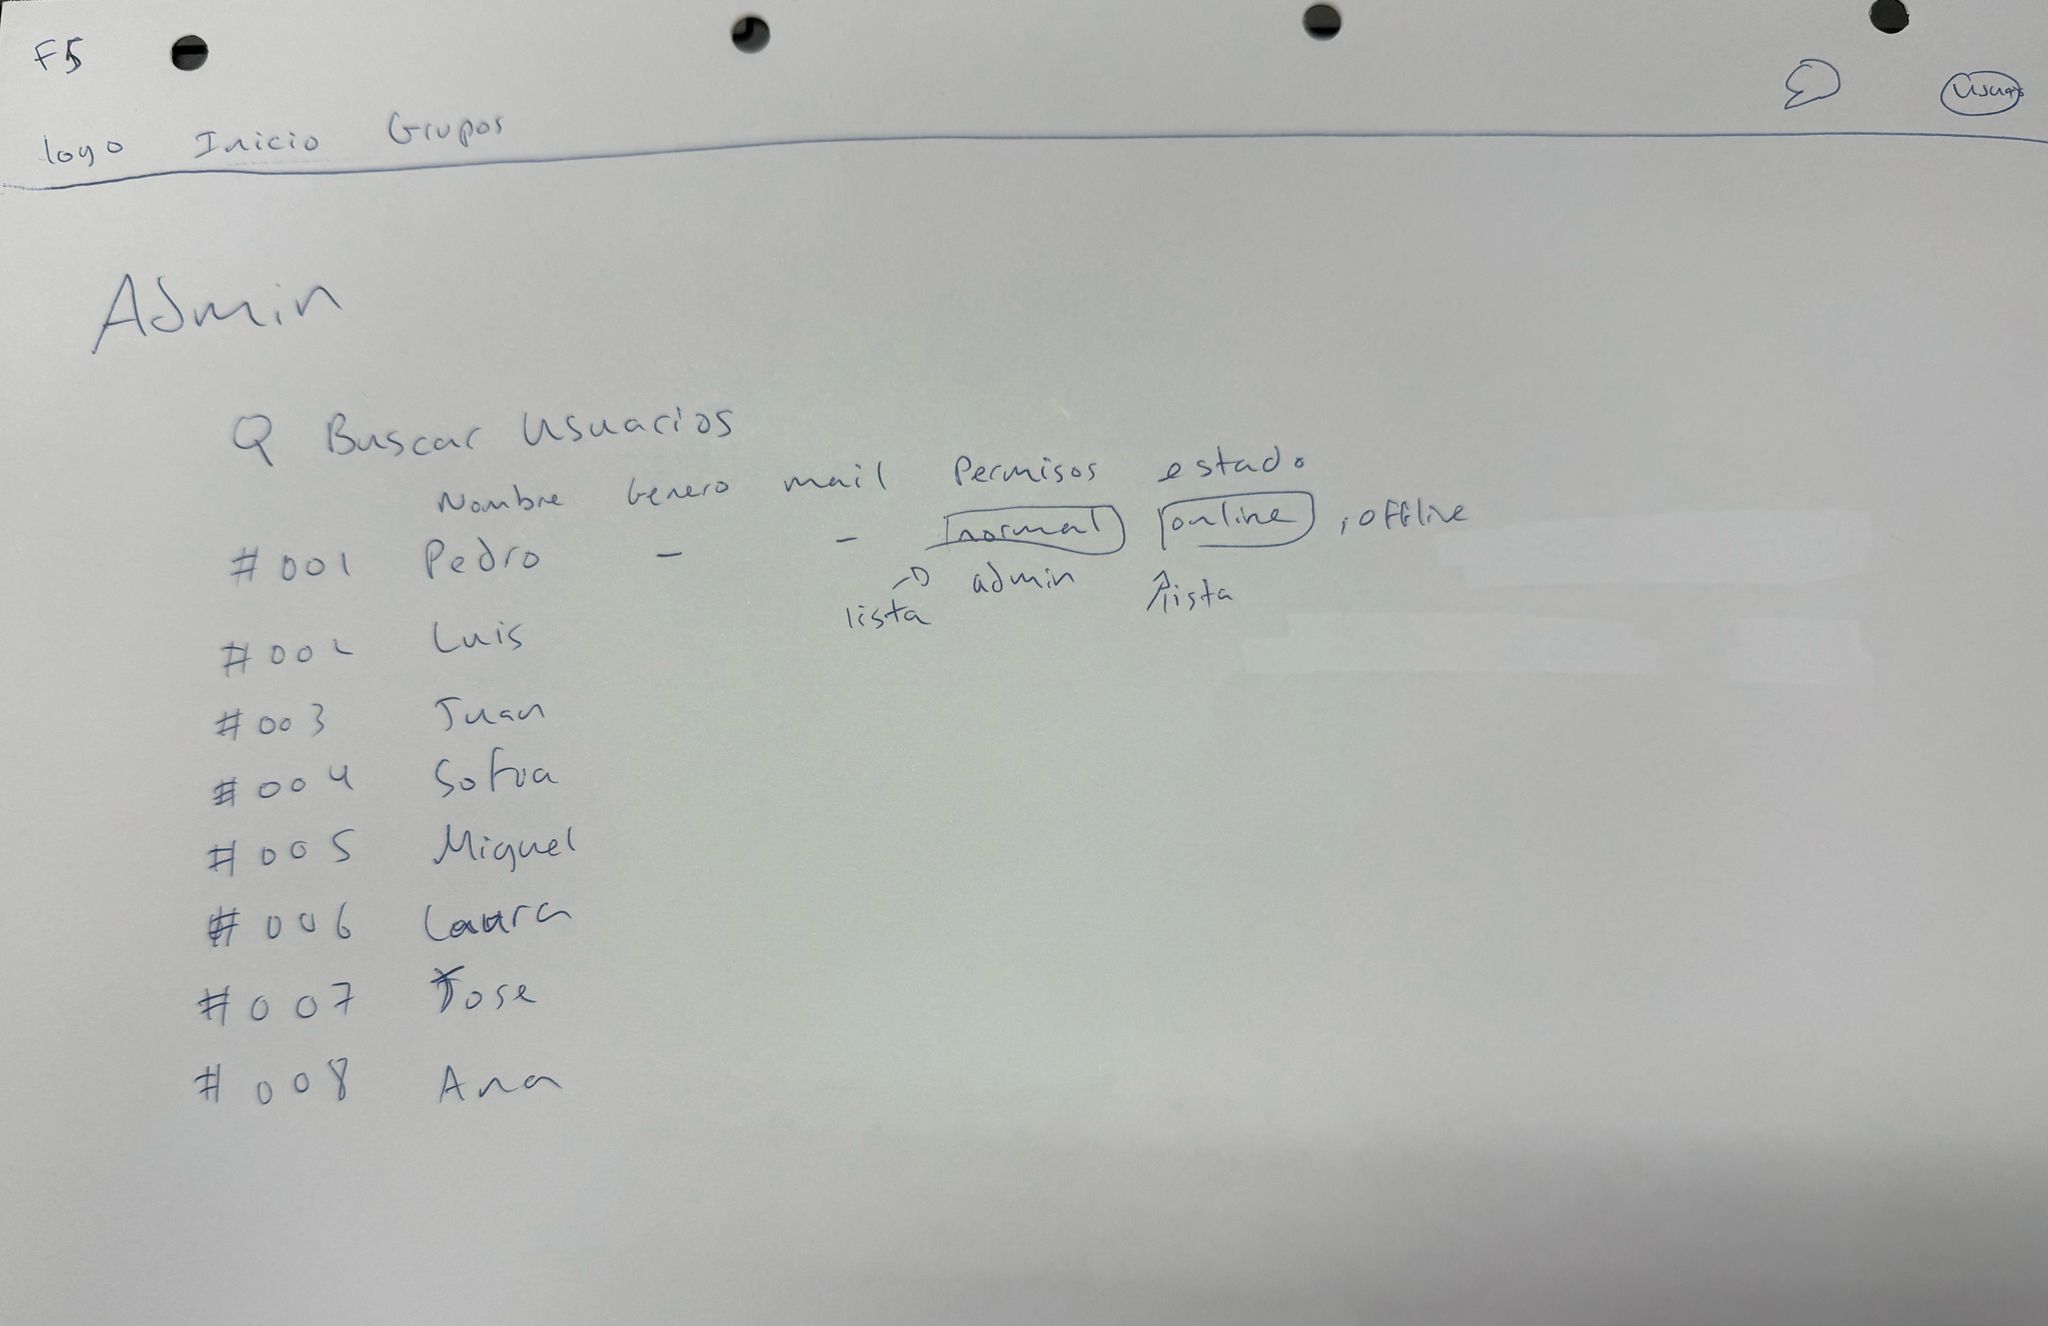 F5
logo Inicio Grupos Usuario
Admin
Buscar Usuarios
Nombre Genero mail Permisos estado
#001 Pedro - - normal online , offline
lista admin lista
#002 Luis
#003 Juan
#004 Sofia
#005 Miguel
#006 Laura
#007 Jose
#008 Ana